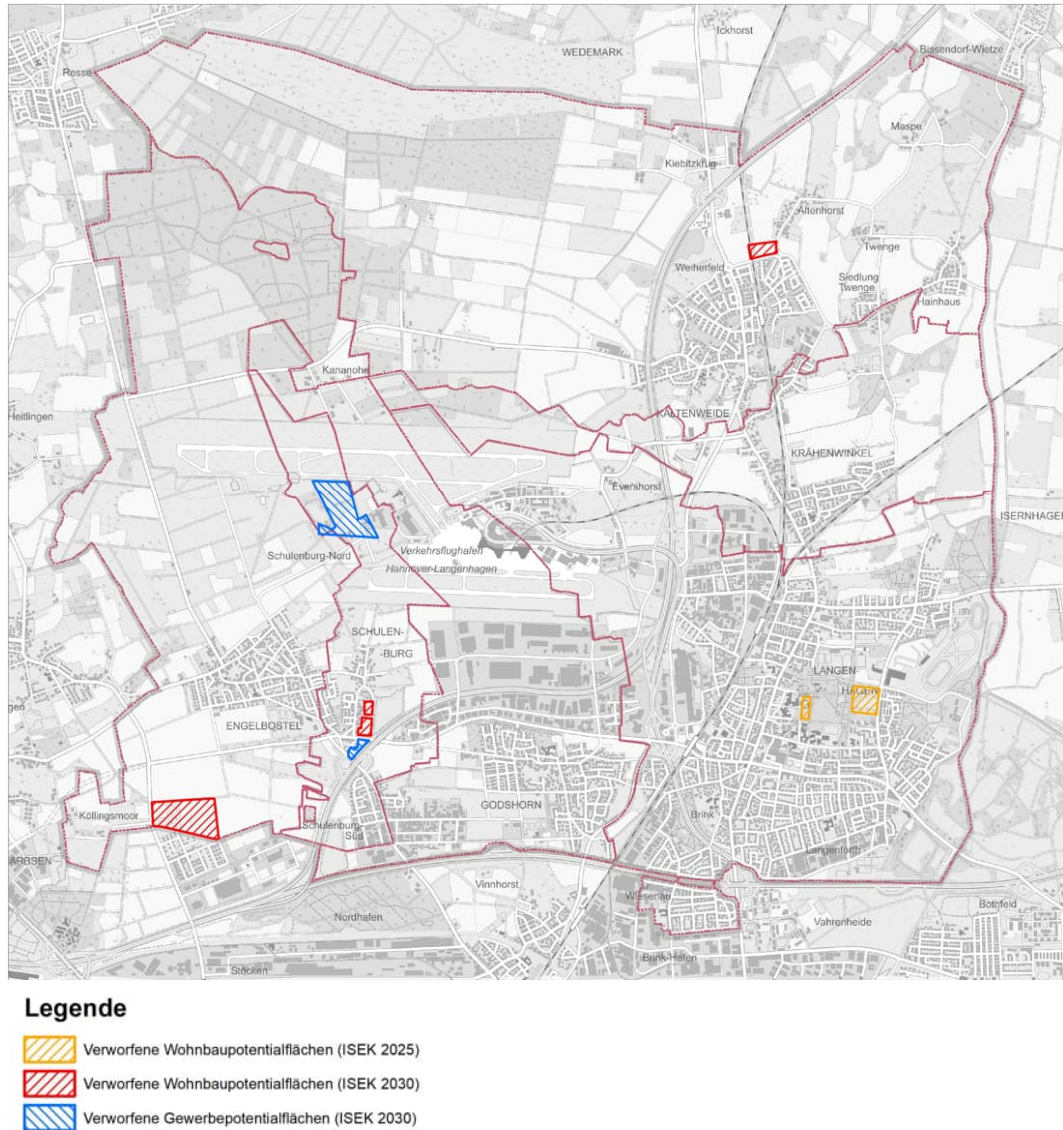 Ickhorst
WEDEMARK
Bissendorf-Wietze
Resse
Maspe
Kiebitzkrug
Altenhorst
Twenge
Weiherfeld
Siedlung
Twenge
Hainhaus
Kananohe
Heitlingen
KALTENWEIDE
KRÄHENWINKEL
Evershorst
ISERNHAGEN
Schulenburg-Nord
Verkehrsflughafen
Hannover-Langenhagen
SCHULEN-
-BURG
LANGEN-
HAGEN
ENGELBOSTEL
GODSHORN
Köllingsmoor
Schulenburg-
Süd
Brink
Langenforth
ARBSEN
Vinnhorst
Wiesenau
Nordhafen
Vahrenheide
Bothfeld
Stöcken
Brink-Hafen
Legende
Verworfene Wohnbaupotentialflächen (ISEK 2025)
Verworfene Wohnbaupotentialflächen (ISEK 2030)
Verworfene Gewerbepotentialflächen (ISEK 2030)